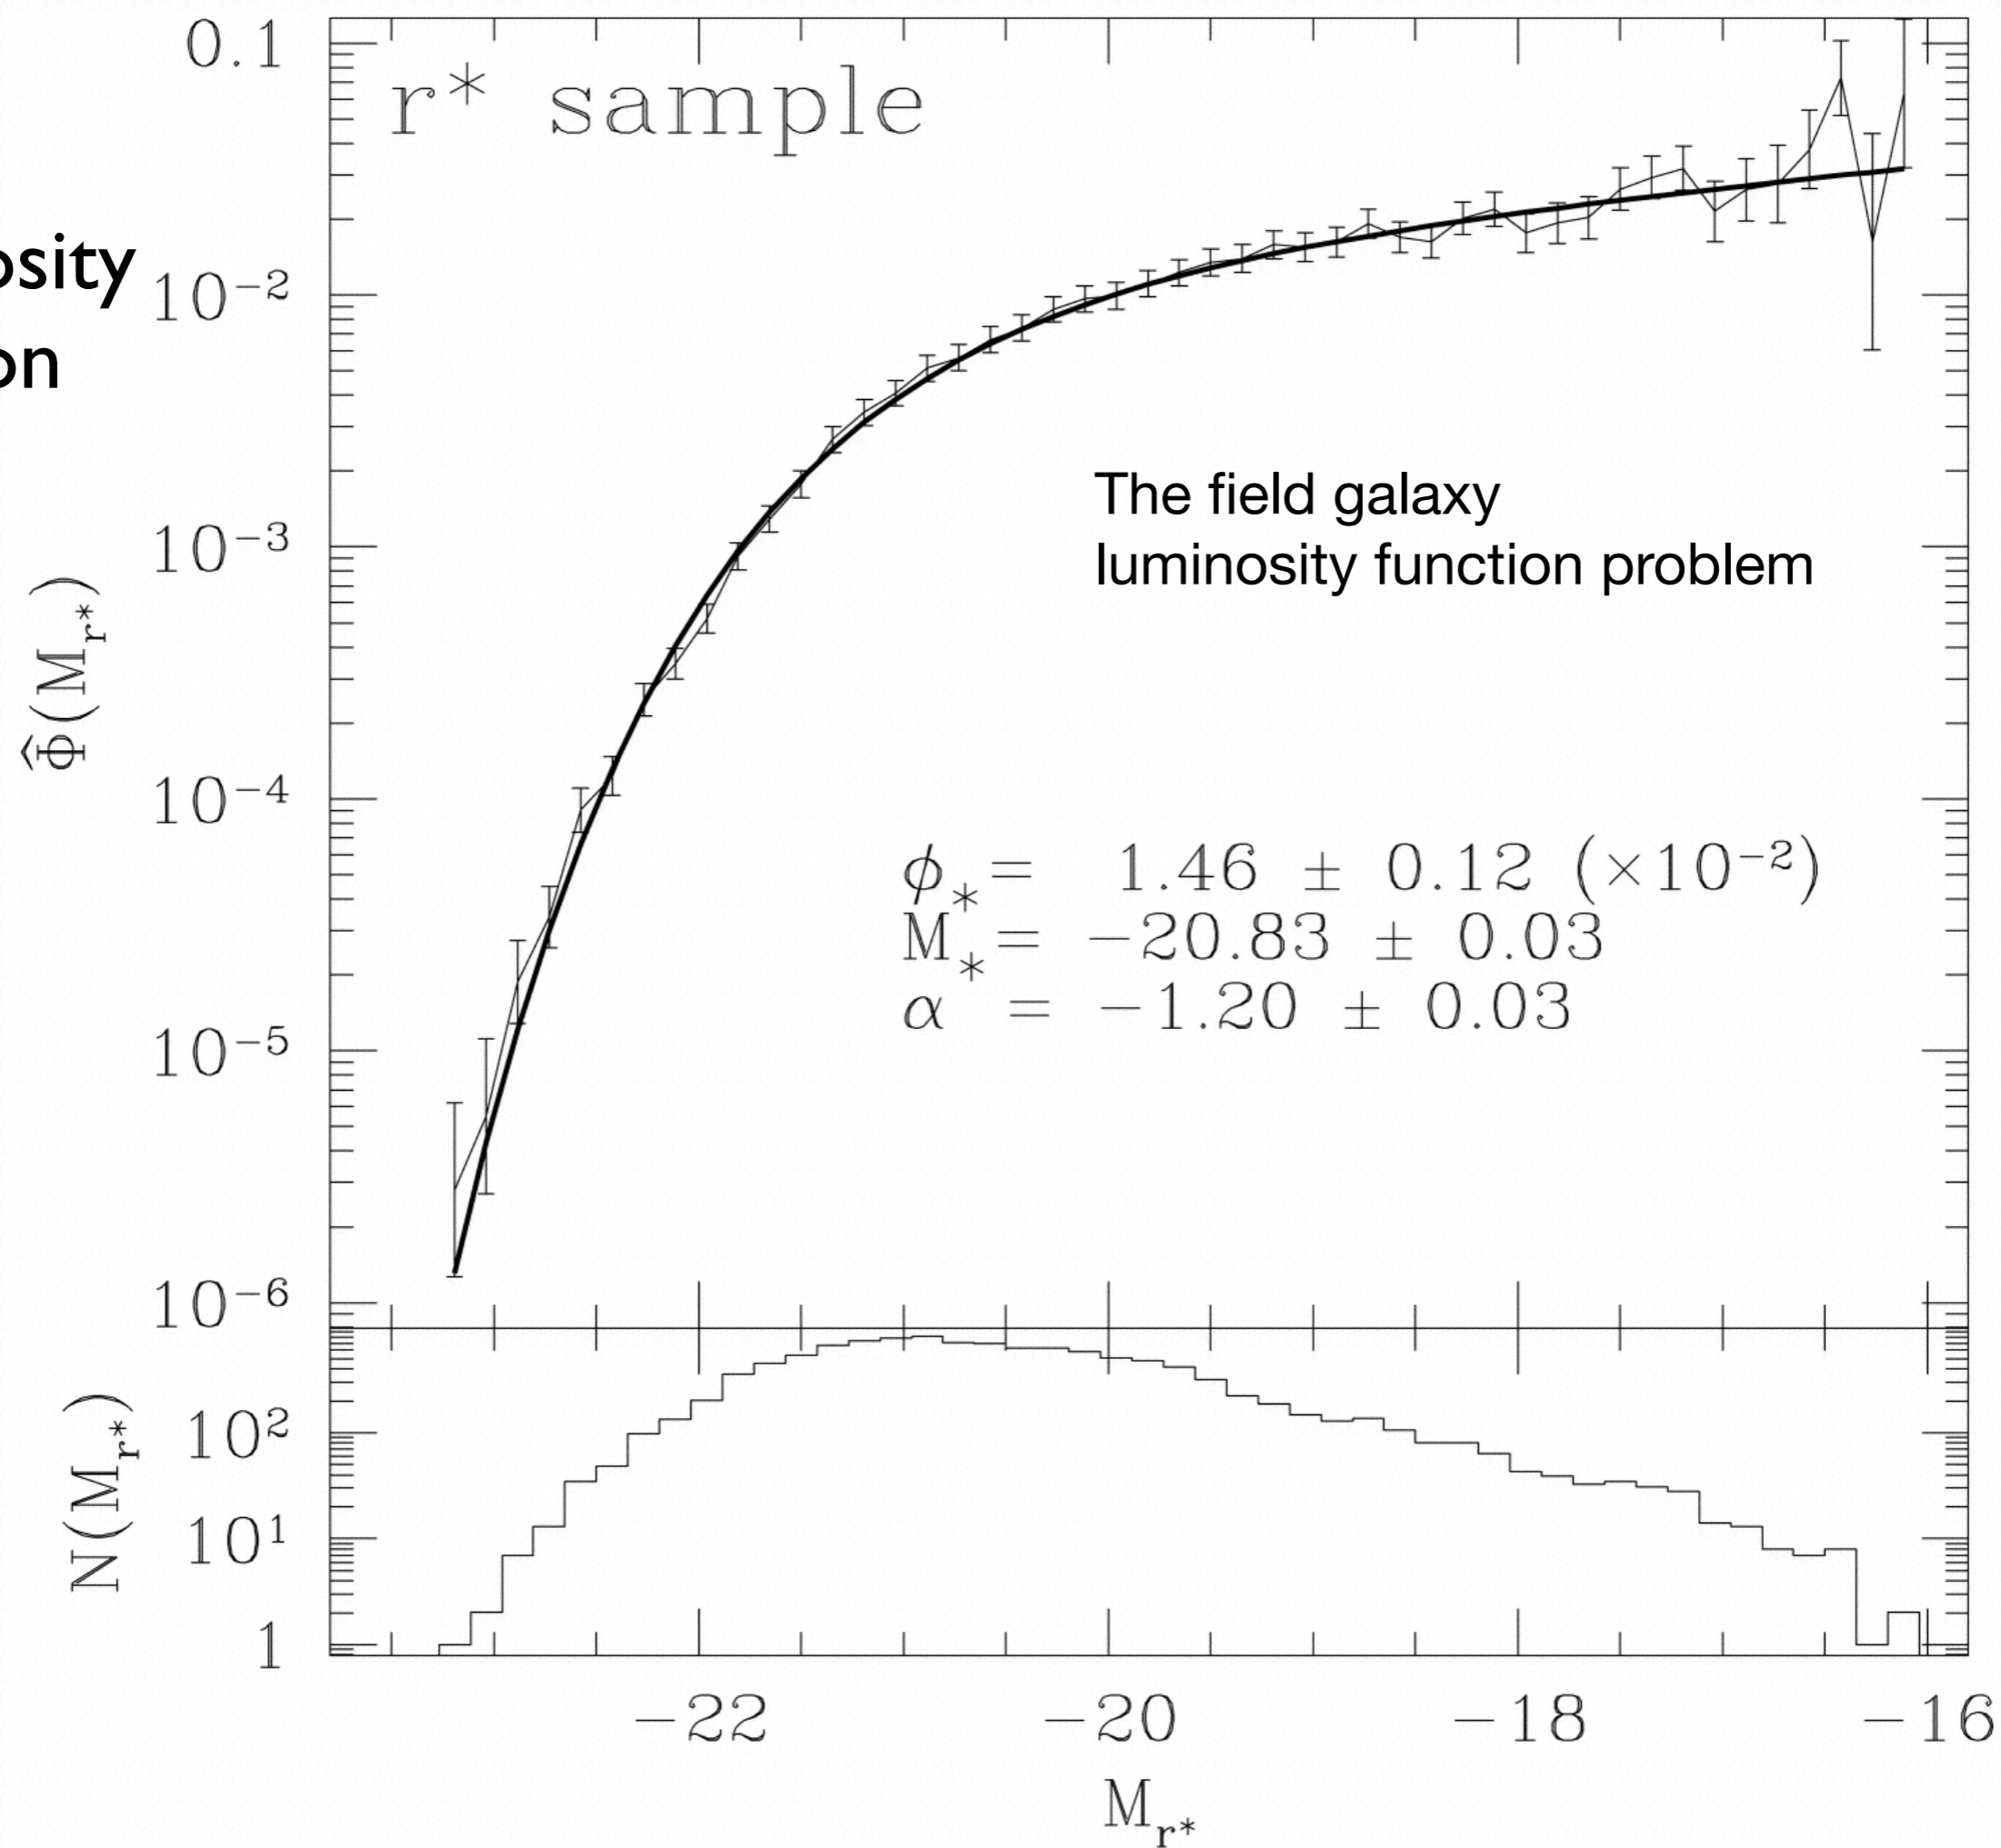 osity
on
r* sample
The field galaxy
luminosity function problem
ϕ* = 1.46 ± 0.12 (×10⁻²)
M* = −20.83 ± 0.03
α = −1.20 ± 0.03
Φ̂(M_r*)
0.1
10⁻²
10⁻³
10⁻⁴
10⁻⁵
10⁻⁶
N(M_r*)
10²
10¹
1
−22 −20 −18 −16
M_r*